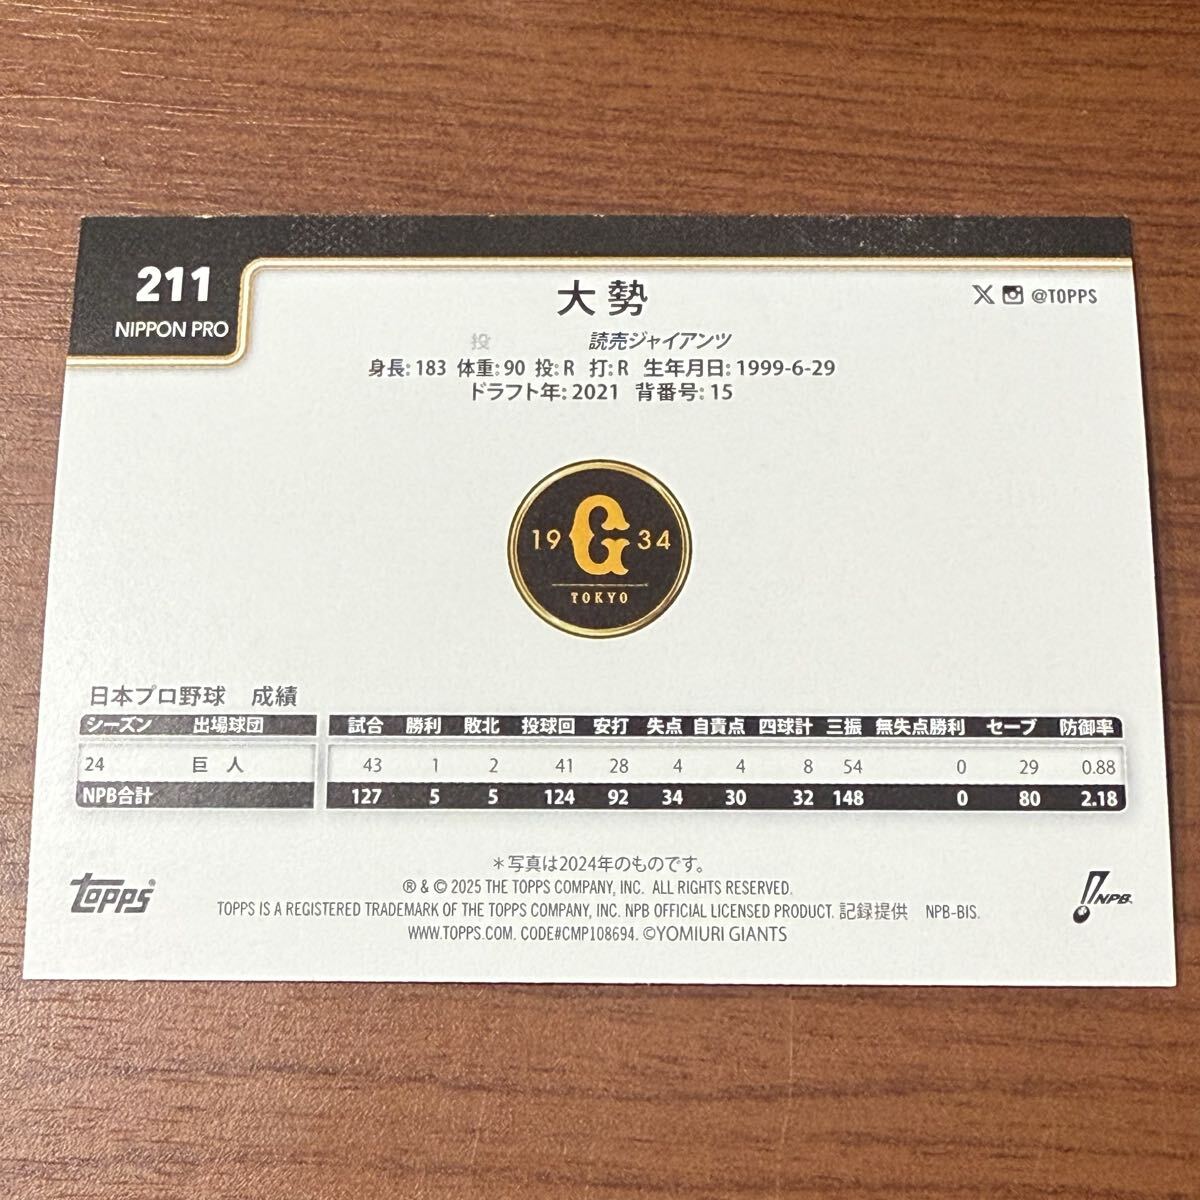 211
NIPPON PRO
大勢
@TOPPS
投 読売ジャイアンツ
身長: 183 体重: 90 投: R 打: R 生年月日: 1999-6-29
ドラフト年: 2021 背番号: 15
19 G 34
TOKYO
日本プロ野球 成績
シーズン 出場球団 試合 勝利 敗北 投球回 安打 失点 自責点 四球計 三振 無失点勝利 セーブ 防御率
24 巨人 43 1 2 41 28 4 4 8 54 0 29 0.88
NPB合計 127 5 5 124 92 34 30 32 148 0 80 2.18
＊写真は2024年のものです。
® & © 2025 THE TOPPS COMPANY, INC. ALL RIGHTS RESERVED.
TOPPS IS A REGISTERED TRADEMARK OF THE TOPPS COMPANY, INC. NPB OFFICIAL LICENSED PRODUCT. 記録提供 NPB-BIS.
WWW.TOPPS.COM. CODE#CMP108694. ©YOMIURI GIANTS
TOPPS®
NPB